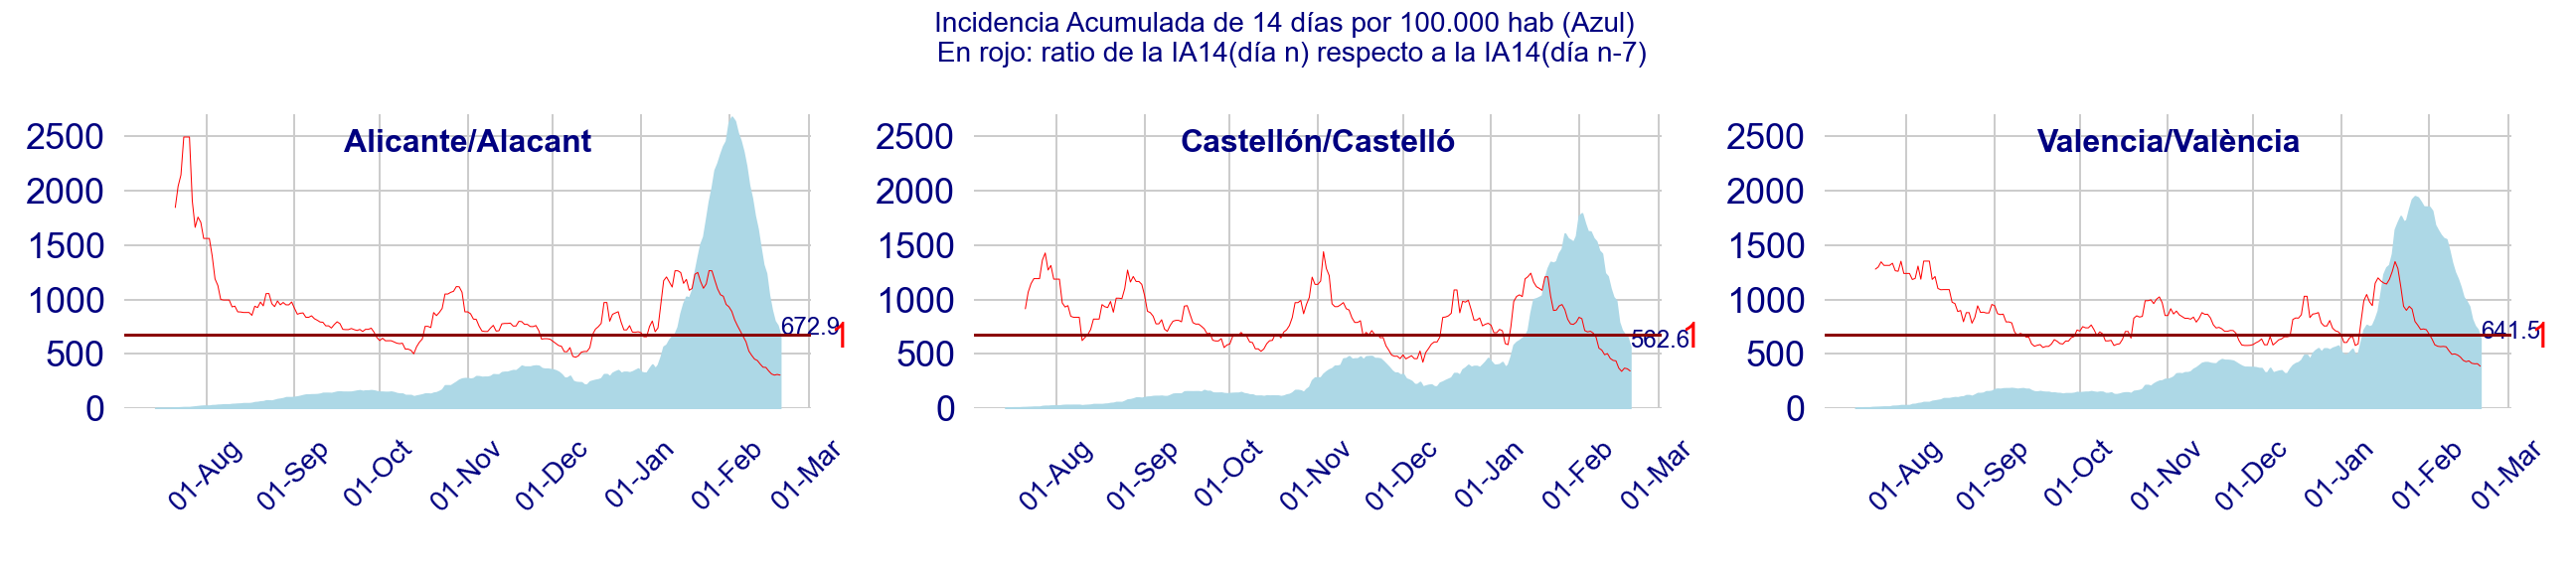 Incidencia Acumulada de 14 días por 100.000 hab (Azul)
En rojo: ratio de la IA14(día n) respecto a la IA14(día n-7)
Alicante/Alacant
2500
2000
1500
1000
500
0
672.9
1
01-Aug
01-Sep
01-Oct
01-Nov
01-Dec
01-Jan
01-Feb
01-Mar
Castellón/Castelló
2500
2000
1500
1000
500
0
562.6
1
01-Aug
01-Sep
01-Oct
01-Nov
01-Dec
01-Jan
01-Feb
01-Mar
Valencia/València
2500
2000
1500
1000
500
0
641.5
1
01-Aug
01-Sep
01-Oct
01-Nov
01-Dec
01-Jan
01-Feb
01-Mar